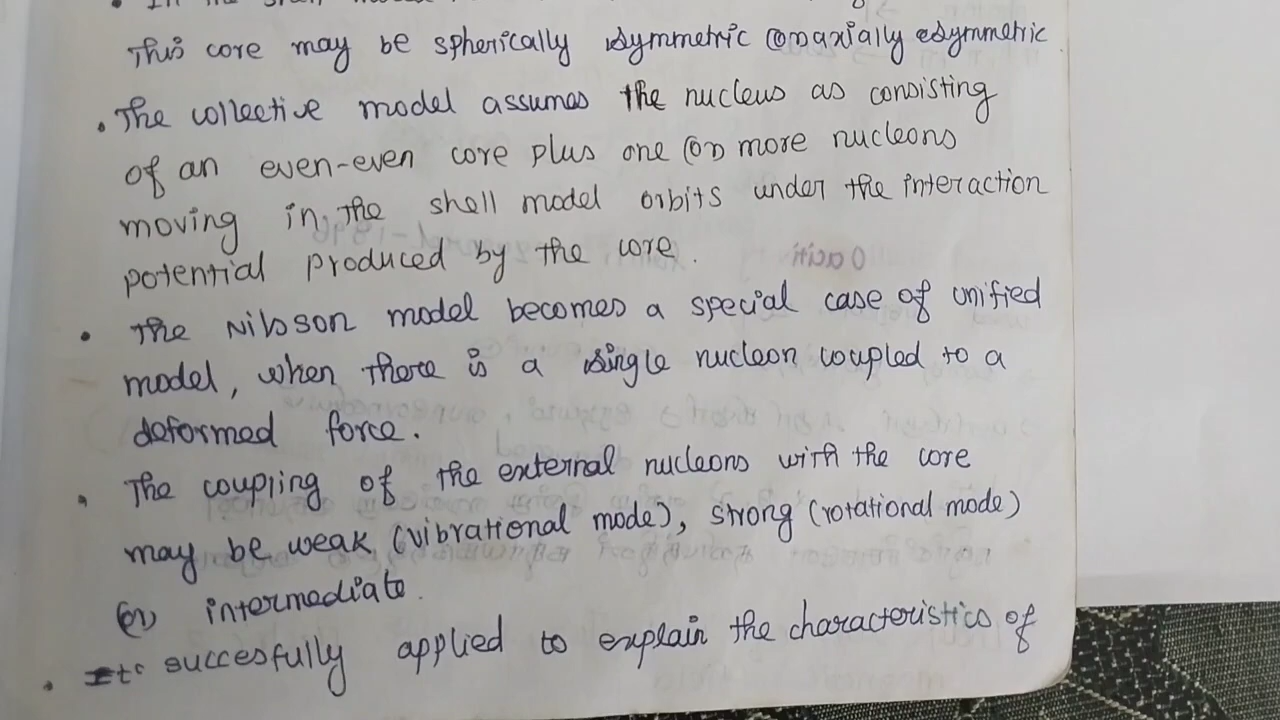 • In the shell
This core may be spherically symmetric (or) axially asymmetric
• The collective model assumes the nucleus as consisting
of an even-even core plus one (or) more nucleons
moving in the shell model orbits under the interaction
potential produced by the core.
• The Nilsson model becomes a special case of unified
model, when there is a single nucleon coupled to a
deformed force.
• The coupling of the external nucleons with the core
may be weak (vibrational mode), strong (rotational mode)
(or) intermediate.
• It succesfully applied to explain the characteristics of